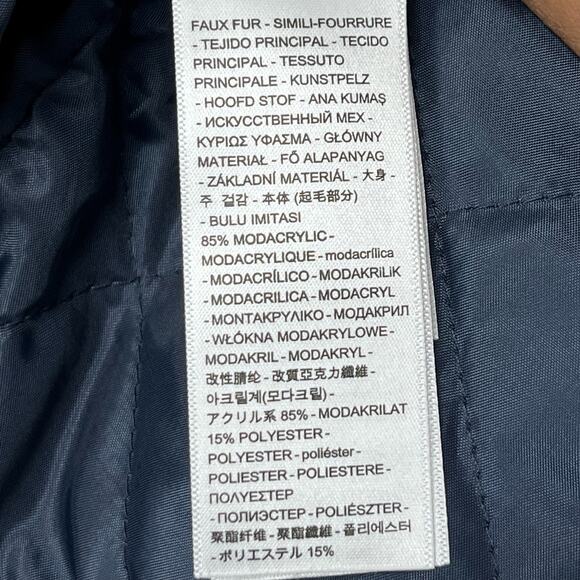 FAUX FUR - SIMILI-FOURRURE
- TEJIDO PRINCIPAL - TECIDO
PRINCIPAL - TESSUTO
PRINCIPALE - KUNSTPELZ
- HOOFD STOF - ANA KUMAŞ
- ИСКУССТВЕННЫЙ МЕХ -
ΚΥΡΙΩΣ ΥΦΑΣΜΑ - GŁÓWNY
MATERIAŁ - FŐ ALAPANYAG
- ZÁKLADNÍ MATERIÁL - 大身 -
주 겉감 - 本体 (起毛部分)
- BULU IMITASI
85% MODACRYLIC -
MODACRYLIQUE - modacrílica
- MODACRÍLICO - MODAKRİLİK
- MODACRILICA - MODACRYL
- ΜΟΝΤΑΚΡΥΛΙΚΟ - МОДАКРИЛ
- WŁÓKNA MODAKRYLOWE -
MODAKRIL - MODAKRYL -
改性腈纶 - 改質亞克力纖維 -
아크릴계(모다크릴) -
アクリル系 85% - MODAKRILAT
15% POLYESTER -
POLYESTER - poliéster -
POLIESTER - POLIESTERE -
ΠΟΛΥΕΣΤΕΡ
- ПОЛИЭСТЕР - POLIÉSZTER -
聚酯纤维 - 聚酯纖維 - 폴리에스터
- ポリエステル 15%